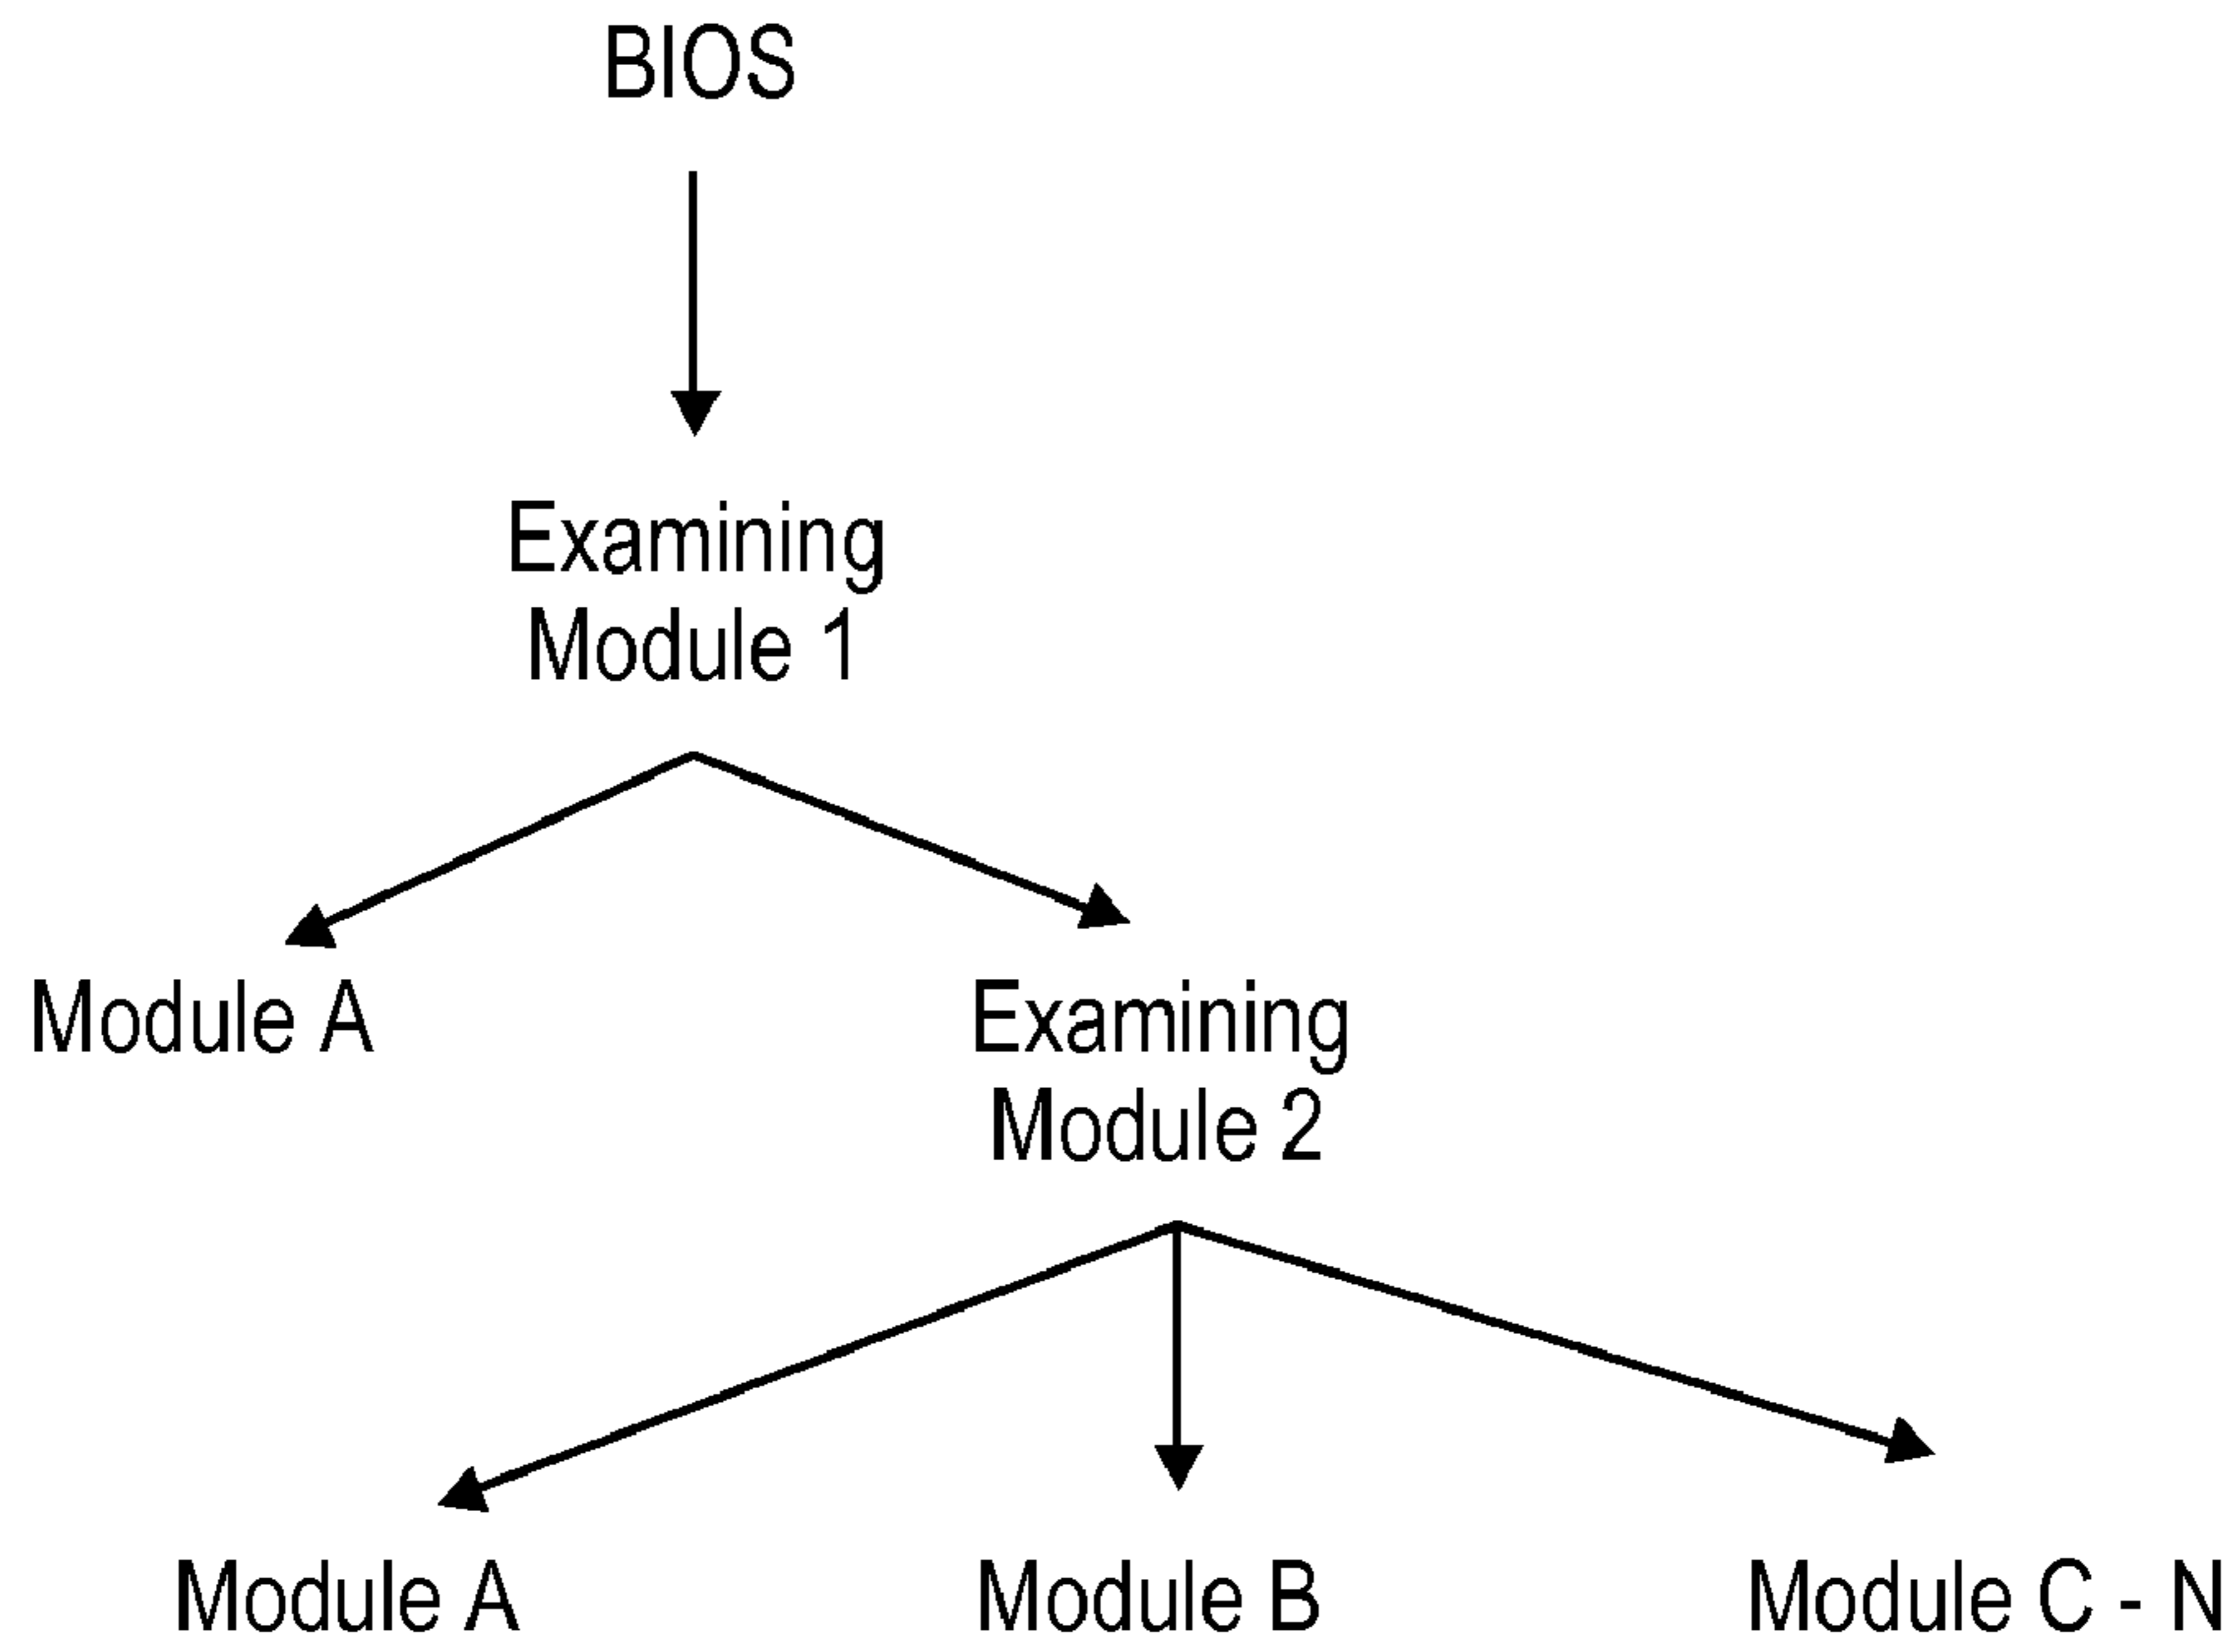 BIOS
Examining
Module 1
Module A
Examining
Module 2
Module A
Module B
Module C - N